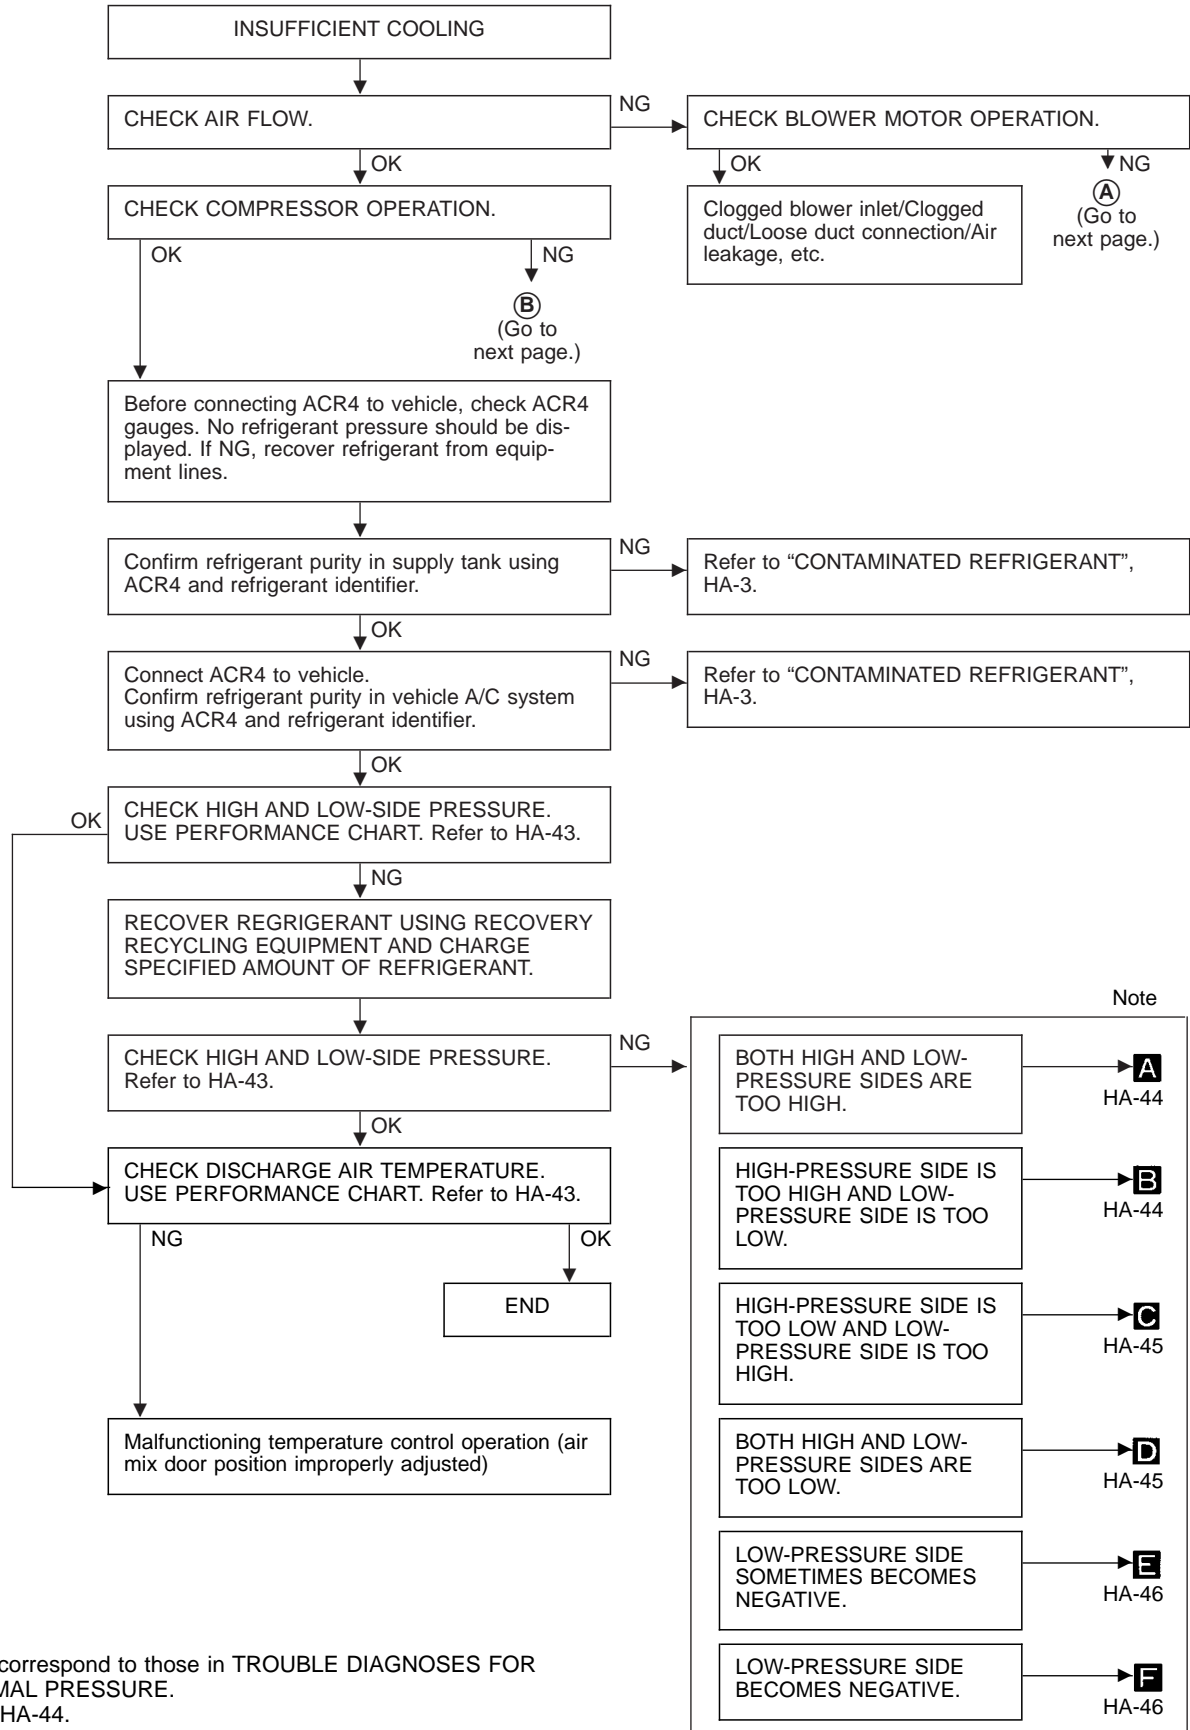 INSUFFICIENT COOLING
CHECK AIR FLOW.
NG
CHECK BLOWER MOTOR OPERATION.
OK
OK
NG
CHECK COMPRESSOR OPERATION.
Clogged blower inlet/Clogged
duct/Loose duct connection/Air
leakage, etc.
A
(Go to
next page.)
OK
NG
B
(Go to
next page.)
Before connecting ACR4 to vehicle, check ACR4
gauges. No refrigerant pressure should be dis-
played. If NG, recover refrigerant from equip-
ment lines.
Confirm refrigerant purity in supply tank using
ACR4 and refrigerant identifier.
NG
Refer to “CONTAMINATED REFRIGERANT”,
HA-3.
OK
Connect ACR4 to vehicle.
Confirm refrigerant purity in vehicle A/C system
using ACR4 and refrigerant identifier.
NG
Refer to “CONTAMINATED REFRIGERANT”,
HA-3.
OK
OK
CHECK HIGH AND LOW-SIDE PRESSURE.
USE PERFORMANCE CHART. Refer to HA-43.
NG
RECOVER REGRIGERANT USING RECOVERY
RECYCLING EQUIPMENT AND CHARGE
SPECIFIED AMOUNT OF REFRIGERANT.
CHECK HIGH AND LOW-SIDE PRESSURE.
Refer to HA-43.
NG
OK
CHECK DISCHARGE AIR TEMPERATURE.
USE PERFORMANCE CHART. Refer to HA-43.
NG
OK
END
Malfunctioning temperature control operation (air
mix door position improperly adjusted)
Note
BOTH HIGH AND LOW-
PRESSURE SIDES ARE
TOO HIGH.
A
HA-44
HIGH-PRESSURE SIDE IS
TOO HIGH AND LOW-
PRESSURE SIDE IS TOO
LOW.
B
HA-44
HIGH-PRESSURE SIDE IS
TOO LOW AND LOW-
PRESSURE SIDE IS TOO
HIGH.
C
HA-45
BOTH HIGH AND LOW-
PRESSURE SIDES ARE
TOO LOW.
D
HA-45
LOW-PRESSURE SIDE
SOMETIMES BECOMES
NEGATIVE.
E
HA-46
LOW-PRESSURE SIDE
BECOMES NEGATIVE.
F
HA-46
correspond to those in TROUBLE DIAGNOSES FOR
MAL PRESSURE.
HA-44.